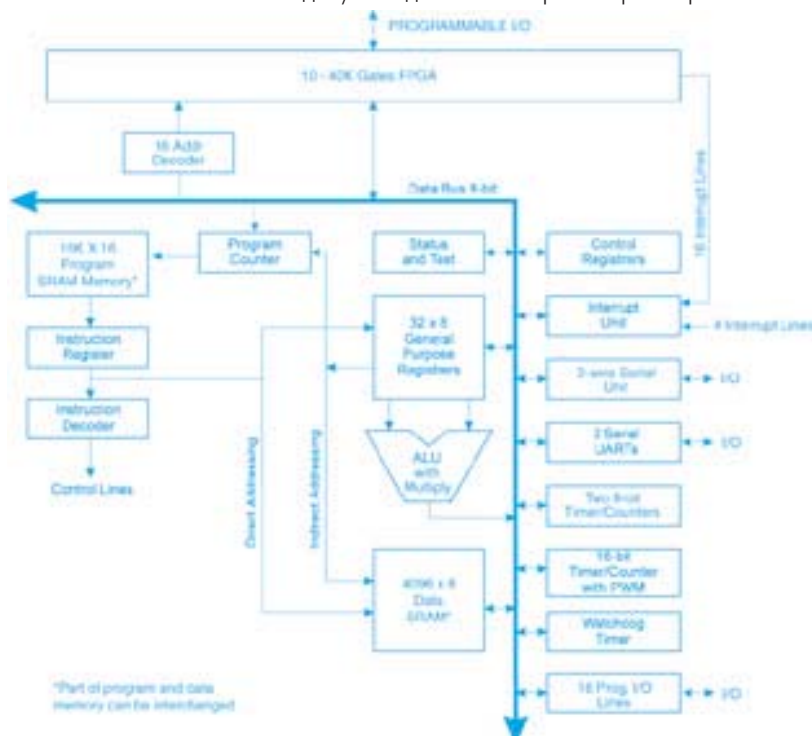 PROGRAMMABLE I/O
10 - 40K Gates FPGA
16 Addr
Decoder
16 Interrupt Lines
Data Bus 8-bit
16K X 16
Program
SRAM Memory*
Program
Counter
Status
and Test
Control
Registrers
Instruction
Register
32 x 8
General
Purpose
Registrers
Interrupt
Unit
Interrupt Lines
2-wire Serial
Unit
I/O
Instruction
Decoder
2 Serial
UARTs
I/O
ALU
with
Multiply
Control Lines
Direct Addressing
Indirect Addressing
Two 8-bit
Timer/Counters
4096 x 8
Data
SRAM*
16-bit
Timer/Counter
with PWM
Watchdog
Timer
*Part of program and data
memory can be interchanged
16 Prog. I/O
Lines
I/O